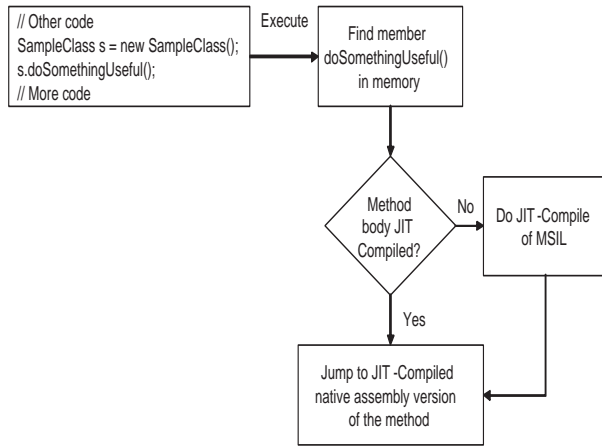 // Other code
SampleClass s = new SampleClass();
s.doSomethingUseful();
// More code
Execute
Find member
doSomethingUseful()
in memory
Method
body JIT
Compiled?
No
Do JIT -Compile
of MSIL
Yes
Jump to JIT -Compiled
native assembly version
of the method